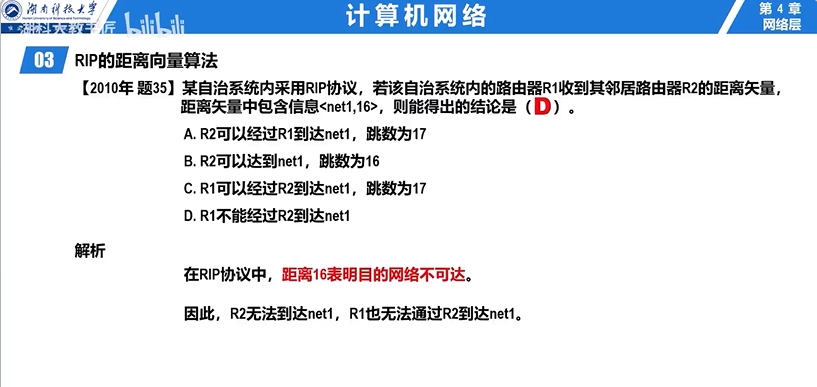 湖南科技大学
Hunan University of Science and Technology
湖科大教书匠 bilibili
计算机网络
第 4 章
网络层
03 RIP的距离向量算法
【2010年 题35】某自治系统内采用RIP协议，若该自治系统内的路由器R1收到其邻居路由器R2的距离矢量，
距离矢量中包含信息<net1,16>，则能得出的结论是（D）。
A. R2可以经过R1到达net1，跳数为17
B. R2可以达到net1，跳数为16
C. R1可以经过R2到达net1，跳数为17
D. R1不能经过R2到达net1
解析
在RIP协议中，距离16表明目的网络不可达。
因此，R2无法到达net1，R1也无法通过R2到达net1。